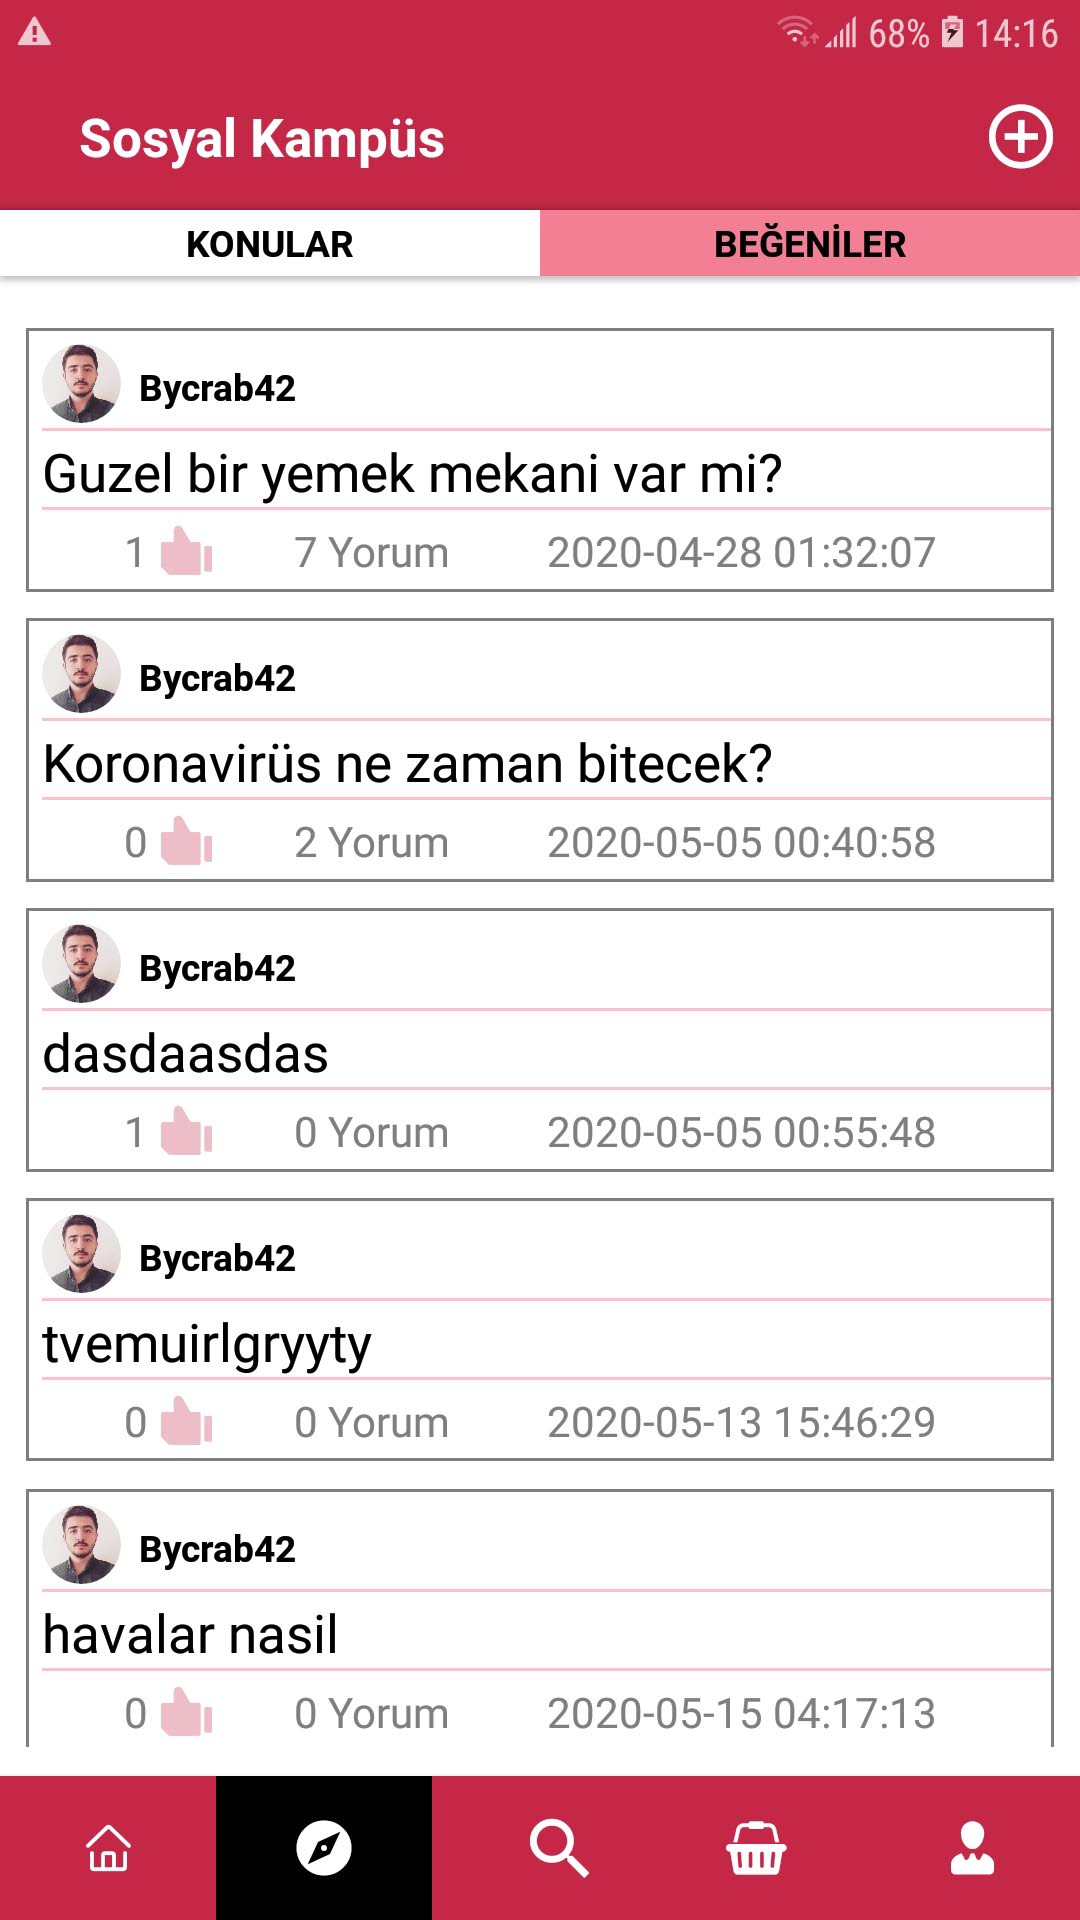 68% 14:16
Sosyal Kampüs
KONULAR BEĞENİLER
Bycrab42
Guzel bir yemek mekani var mi?
1 7 Yorum 2020-04-28 01:32:07
Bycrab42
Koronavirüs ne zaman bitecek?
0 2 Yorum 2020-05-05 00:40:58
Bycrab42
dasdaasdas
1 0 Yorum 2020-05-05 00:55:48
Bycrab42
tvemuirlgryyty
0 0 Yorum 2020-05-13 15:46:29
Bycrab42
havalar nasil
0 0 Yorum 2020-05-15 04:17:13